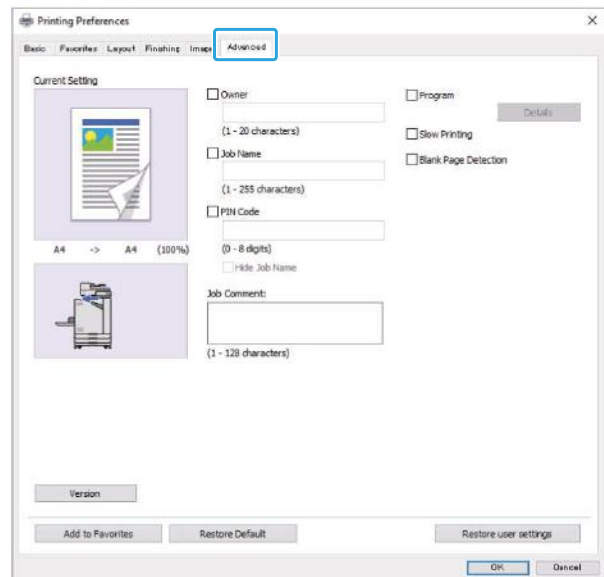 Printing Preferences
Basic Favorites Layout Finishing Image Advanced
Current Setting
A4 -> A4 (100%)
Owner
(1 - 20 characters)
Job Name
(1 - 255 characters)
PIN Code
(0 - 8 digits)
Hide Job Name
Job Comment:
(1 - 128 characters)
Program
Details
Slow Printing
Blank Page Detection
Version
Add to Favorites
Restore Default
Restore user settings
OK
Cancel